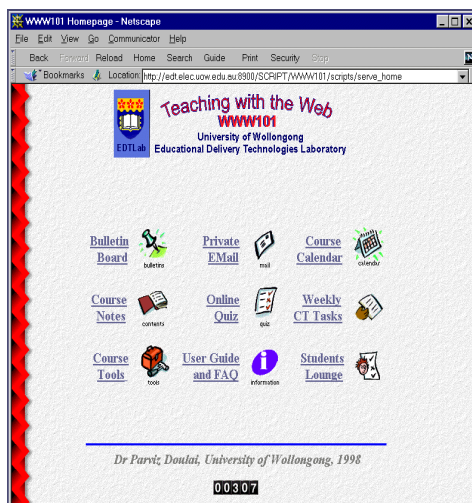 WWW101 Homepage - Netscape
File Edit View Go Communicator Help
Back Forward Reload Home Search Guide Print Security Stop
Bookmarks Location: http://edt.elec.uow.edu.eu:8900/SCRIPT/WWW101/scripts/serve_home
N
EDTLab
Teaching with the Web
WWW101
University of Wollongong
Educational Delivery Technologies Laboratory
Bulletin Board
bulletins
Private EMail
mail
Course Calendar
calendar
Course Notes
contents
Online Quiz
quiz
Weekly CT Tasks
Course Tools
tools
User Guide and FAQ
information
Students Lounge
Dr Parviz Doulai, University of Wollongong, 1998
00307